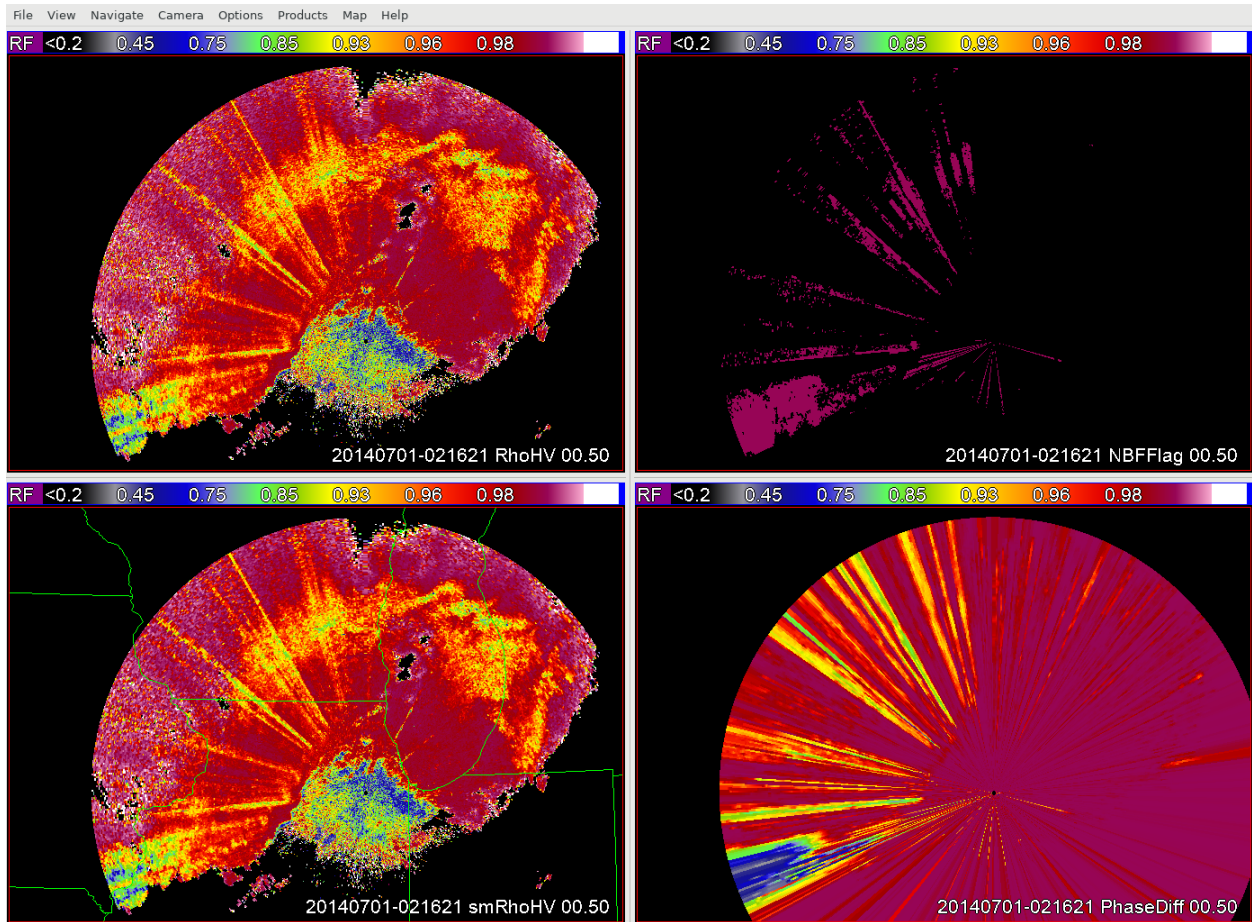 File View Navigate Camera Options Products Map Help
RF <0.2 0.45 0.75 0.85 0.93 0.96 0.98
RF <0.2 0.45 0.75 0.85 0.93 0.96 0.98
20140701-021621 RhoHV 00.50
20140701-021621 NBFFlag 00.50
RF <0.2 0.45 0.75 0.85 0.93 0.96 0.98
RF <0.2 0.45 0.75 0.85 0.93 0.96 0.98
20140701-021621 smRhoHV 00.50
20140701-021621 PhaseDiff 00.50